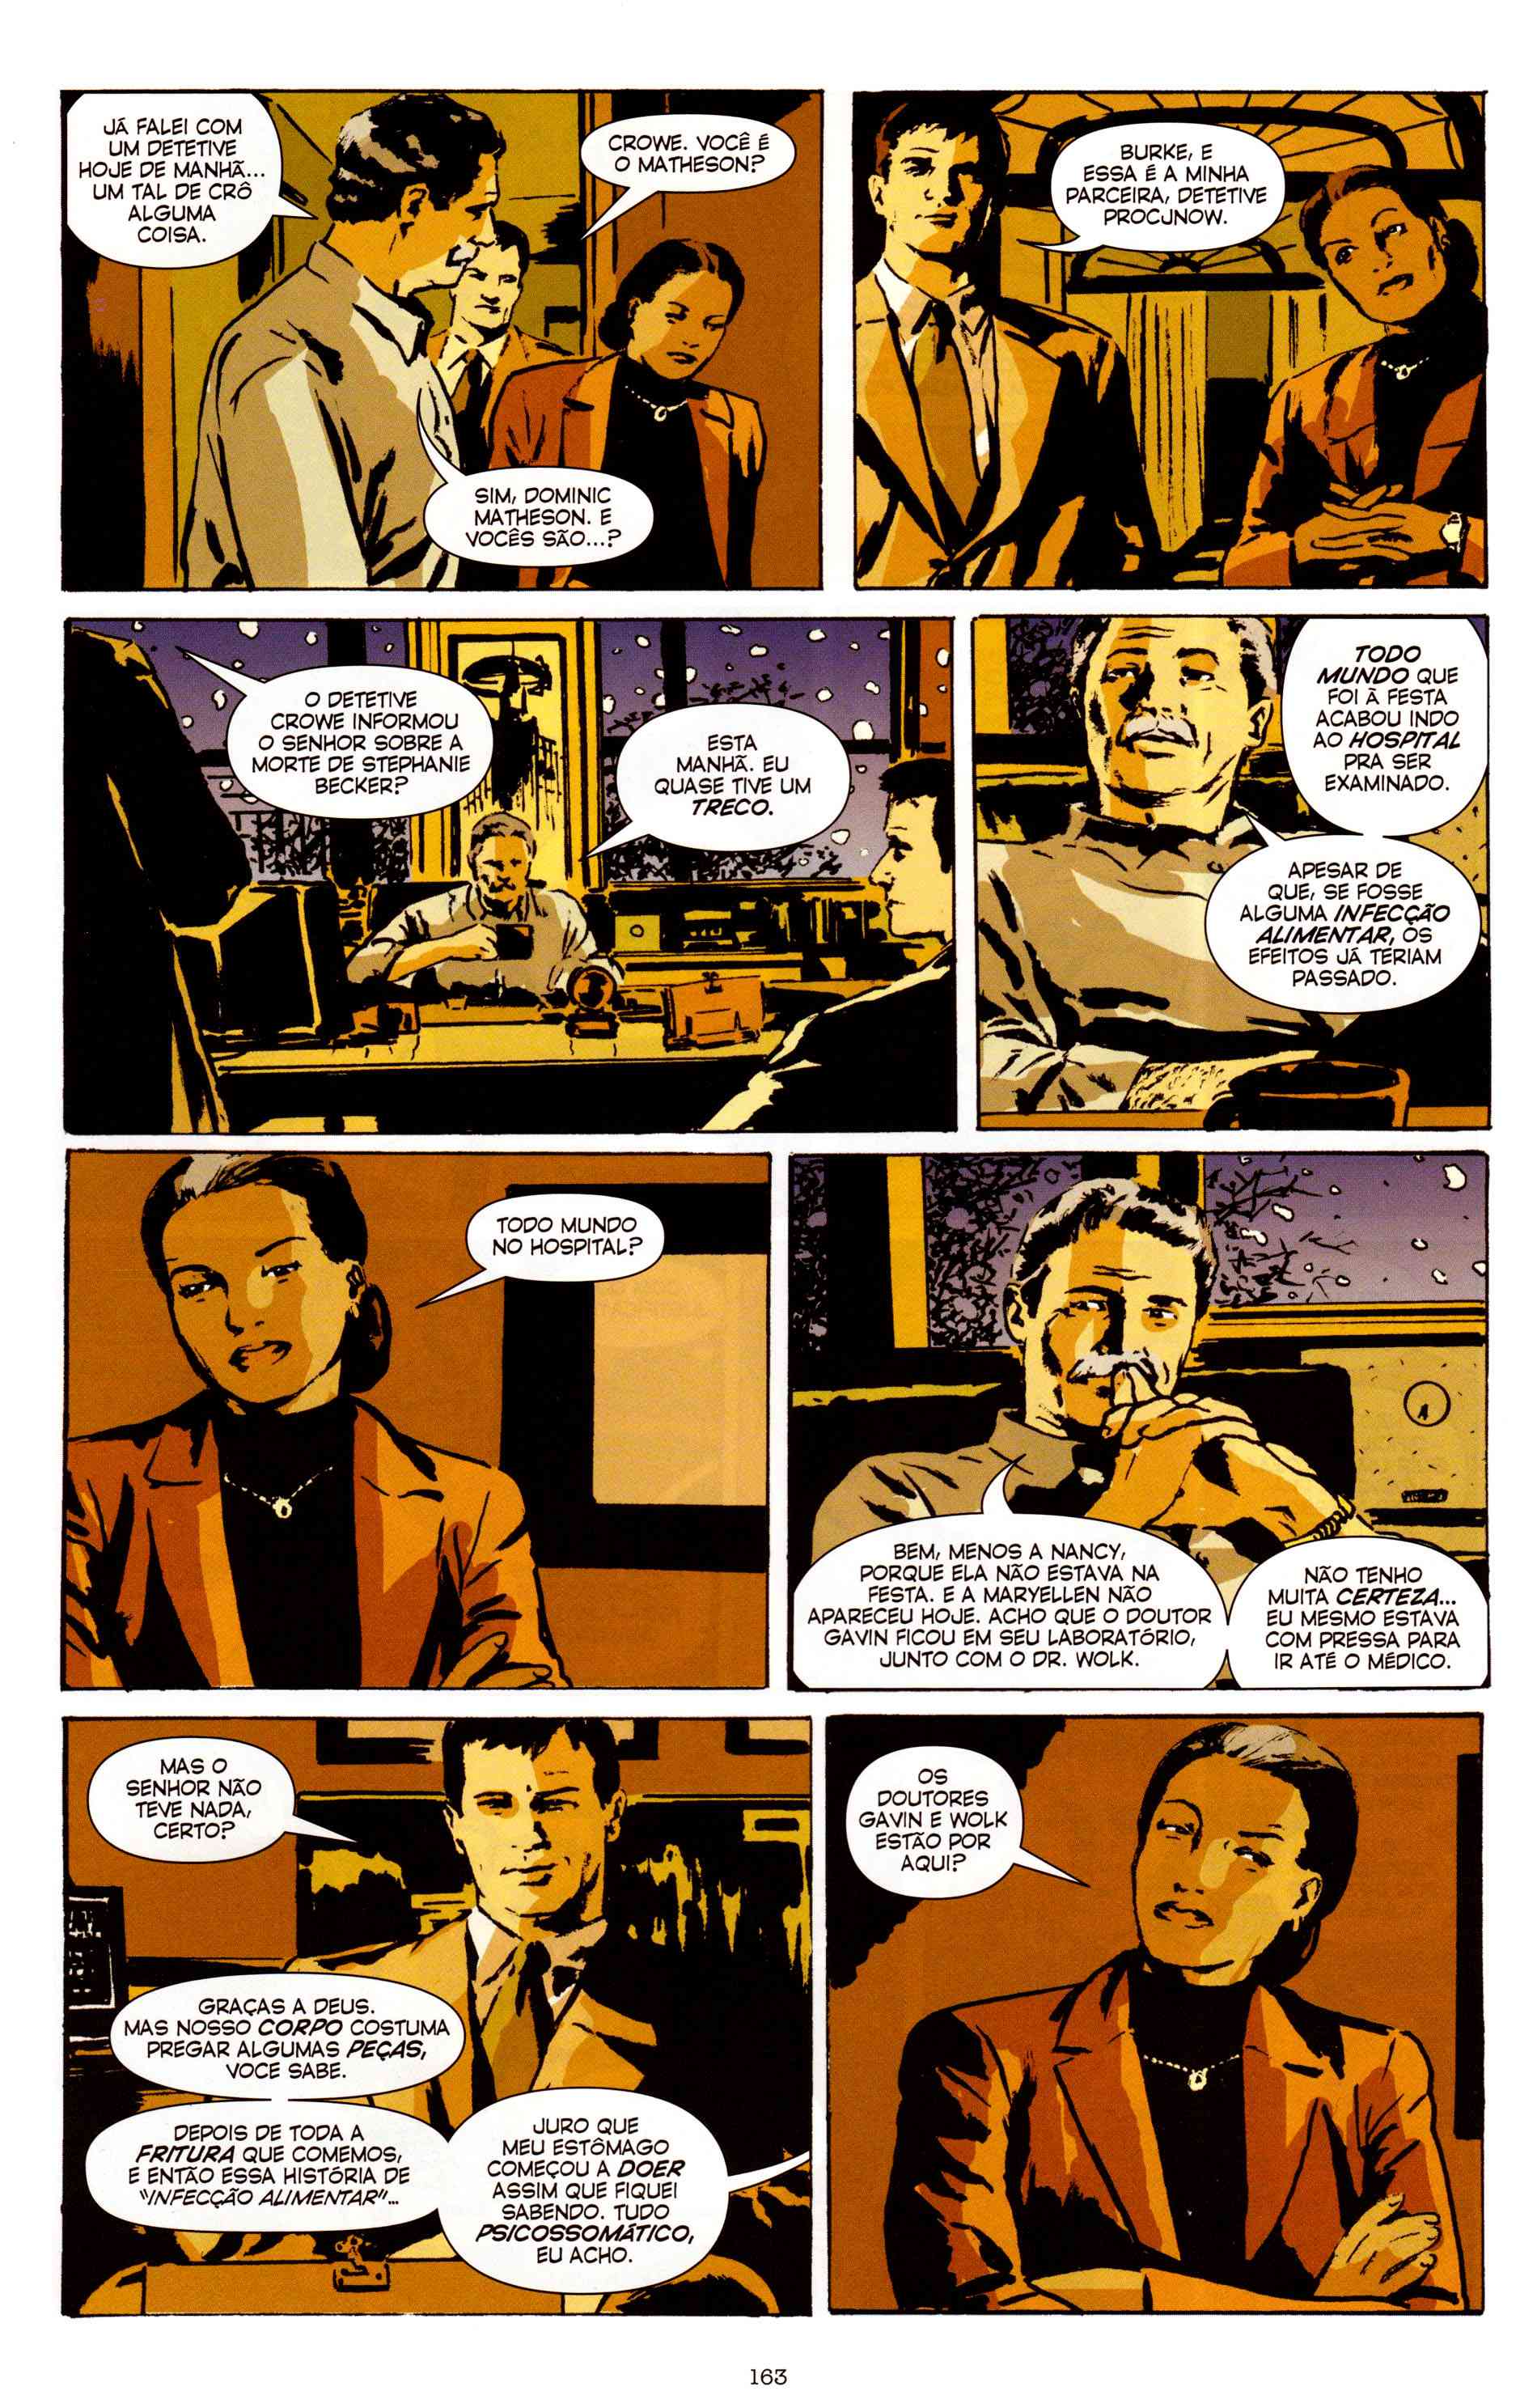 JÁ FALEI COM
UM DETETIVE
HOJE DE MANHÃ...
UM TAL DE CRÔ
ALGUMA
COISA.
CROWE. VOCÊ É
O MATHESON?
SIM, DOMINIC
MATHESON. E
VOCÊS SÃO...?
BURKE, E
ESSA É A MINHA
PARCEIRA, DETETIVE
PROCJNOW.
O DETETIVE
CROWE INFORMOU
O SENHOR SOBRE A
MORTE DE STEPHANIE
BECKER?
ESTA
MANHÃ. EU
QUASE TIVE UM
TRECO.
TODO
MUNDO QUE
FOI À FESTA
ACABOU INDO
AO HOSPITAL
PRA SER
EXAMINADO.
APESAR DE
QUE, SE FOSSE
ALGUMA INFECÇÃO
ALIMENTAR, OS
EFEITOS JÁ TERIAM
PASSADO.
TODO MUNDO
NO HOSPITAL?
BEM, MENOS A NANCY,
PORQUE ELA NÃO ESTAVA NA
FESTA. E A MARYELLEN NÃO
APARECEU HOJE. ACHO QUE O DOUTOR
GAVIN FICOU EM SEU LABORATÓRIO,
JUNTO COM O DR. WOLK.
NÃO TENHO
MUITA CERTEZA...
EU MESMO ESTAVA
COM PRESSA PARA
IR ATÉ O MÉDICO.
MAS O
SENHOR NÃO
TEVE NADA,
CERTO?
GRAÇAS A DEUS.
MAS NOSSO CORPO COSTUMA
PREGAR ALGUMAS PEÇAS,
VOCE SABE.
DEPOIS DE TODA A
FRITURA QUE COMEMOS,
E ENTÃO ESSA HISTÓRIA DE
"INFECÇÃO ALIMENTAR"...
JURO QUE
MEU ESTÔMAGO
COMEÇOU A DOER
ASSIM QUE FIQUEI
SABENDO. TUDO
PSICOSSOMÁTICO,
EU ACHO.
OS
DOUTORES
GAVIN E WOLK
ESTÃO POR
AQUI?
163